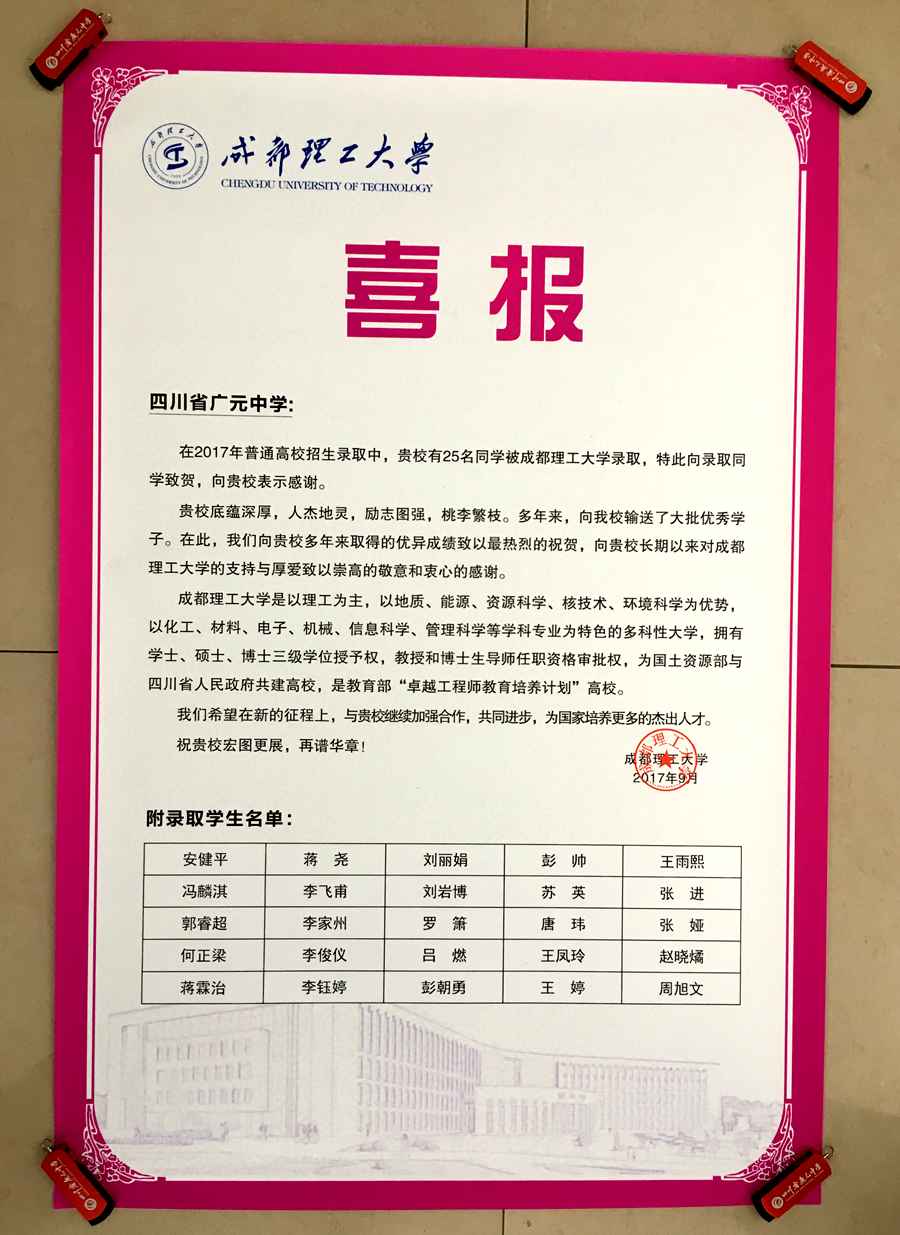 成都理工大学
CHENGDU UNIVERSITY OF TECHNOLOGY
喜报
四川省广元中学:
在2017年普通高校招生录取中，贵校有25名同学被成都理工大学录取，特此向录取同
学致贺，向贵校表示感谢。
贵校底蕴深厚，人杰地灵，励志图强，桃李繁枝。多年来，向我校输送了大批优秀学
子。在此，我们向贵校多年来取得的优异成绩致以最热烈的祝贺，向贵校长期以来对成都
理工大学的支持与厚爱致以崇高的敬意和衷心的感谢。
成都理工大学是以理工为主，以地质、能源、资源科学、核技术、环境科学为优势，
以化工、材料、电子、机械、信息科学、管理科学等学科专业为特色的多科性大学，拥有
学士、硕士、博士三级学位授予权，教授和博士生导师任职资格审批权，为国土资源部与
四川省人民政府共建高校，是教育部“卓越工程师教育培养计划”高校。
我们希望在新的征程上，与贵校继续加强合作，共同进步，为国家培养更多的杰出人才。
祝贵校宏图更展，再谱华章！
成都理工大学
2017年9月
附录取学生名单：
安健平 蒋 尧 刘丽娟 彭 帅 王雨熙
冯麟淇 李飞甫 刘岩博 苏 英 张 进
郭睿超 李家州 罗 箫 唐 玮 张 娅
何正梁 李俊仪 吕 燃 王凤玲 赵晓燏
蒋霖治 李钰婷 彭朝勇 王 婷 周旭文